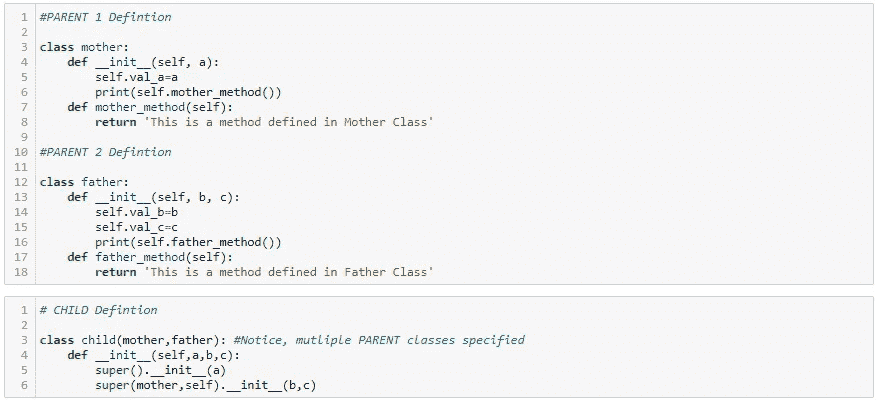 1 #PARENT 1 Defintion
2
3 class mother:
4     def __init__(self, a):
5         self.val_a=a
6         print(self.mother_method())
7     def mother_method(self):
8         return 'This is a method defined in Mother Class'
9
10 #PARENT 2 Defintion
11
12 class father:
13     def __init__(self, b, c):
14         self.val_b=b
15         self.val_c=c
16         print(self.father_method())
17     def father_method(self):
18         return 'This is a method defined in Father Class'
1 # CHILD Defintion
2
3 class child(mother,father): #Notice, mutliple PARENT classes specified
4     def __init__(self,a,b,c):
5         super().__init__(a)
6         super(mother,self).__init__(b,c)